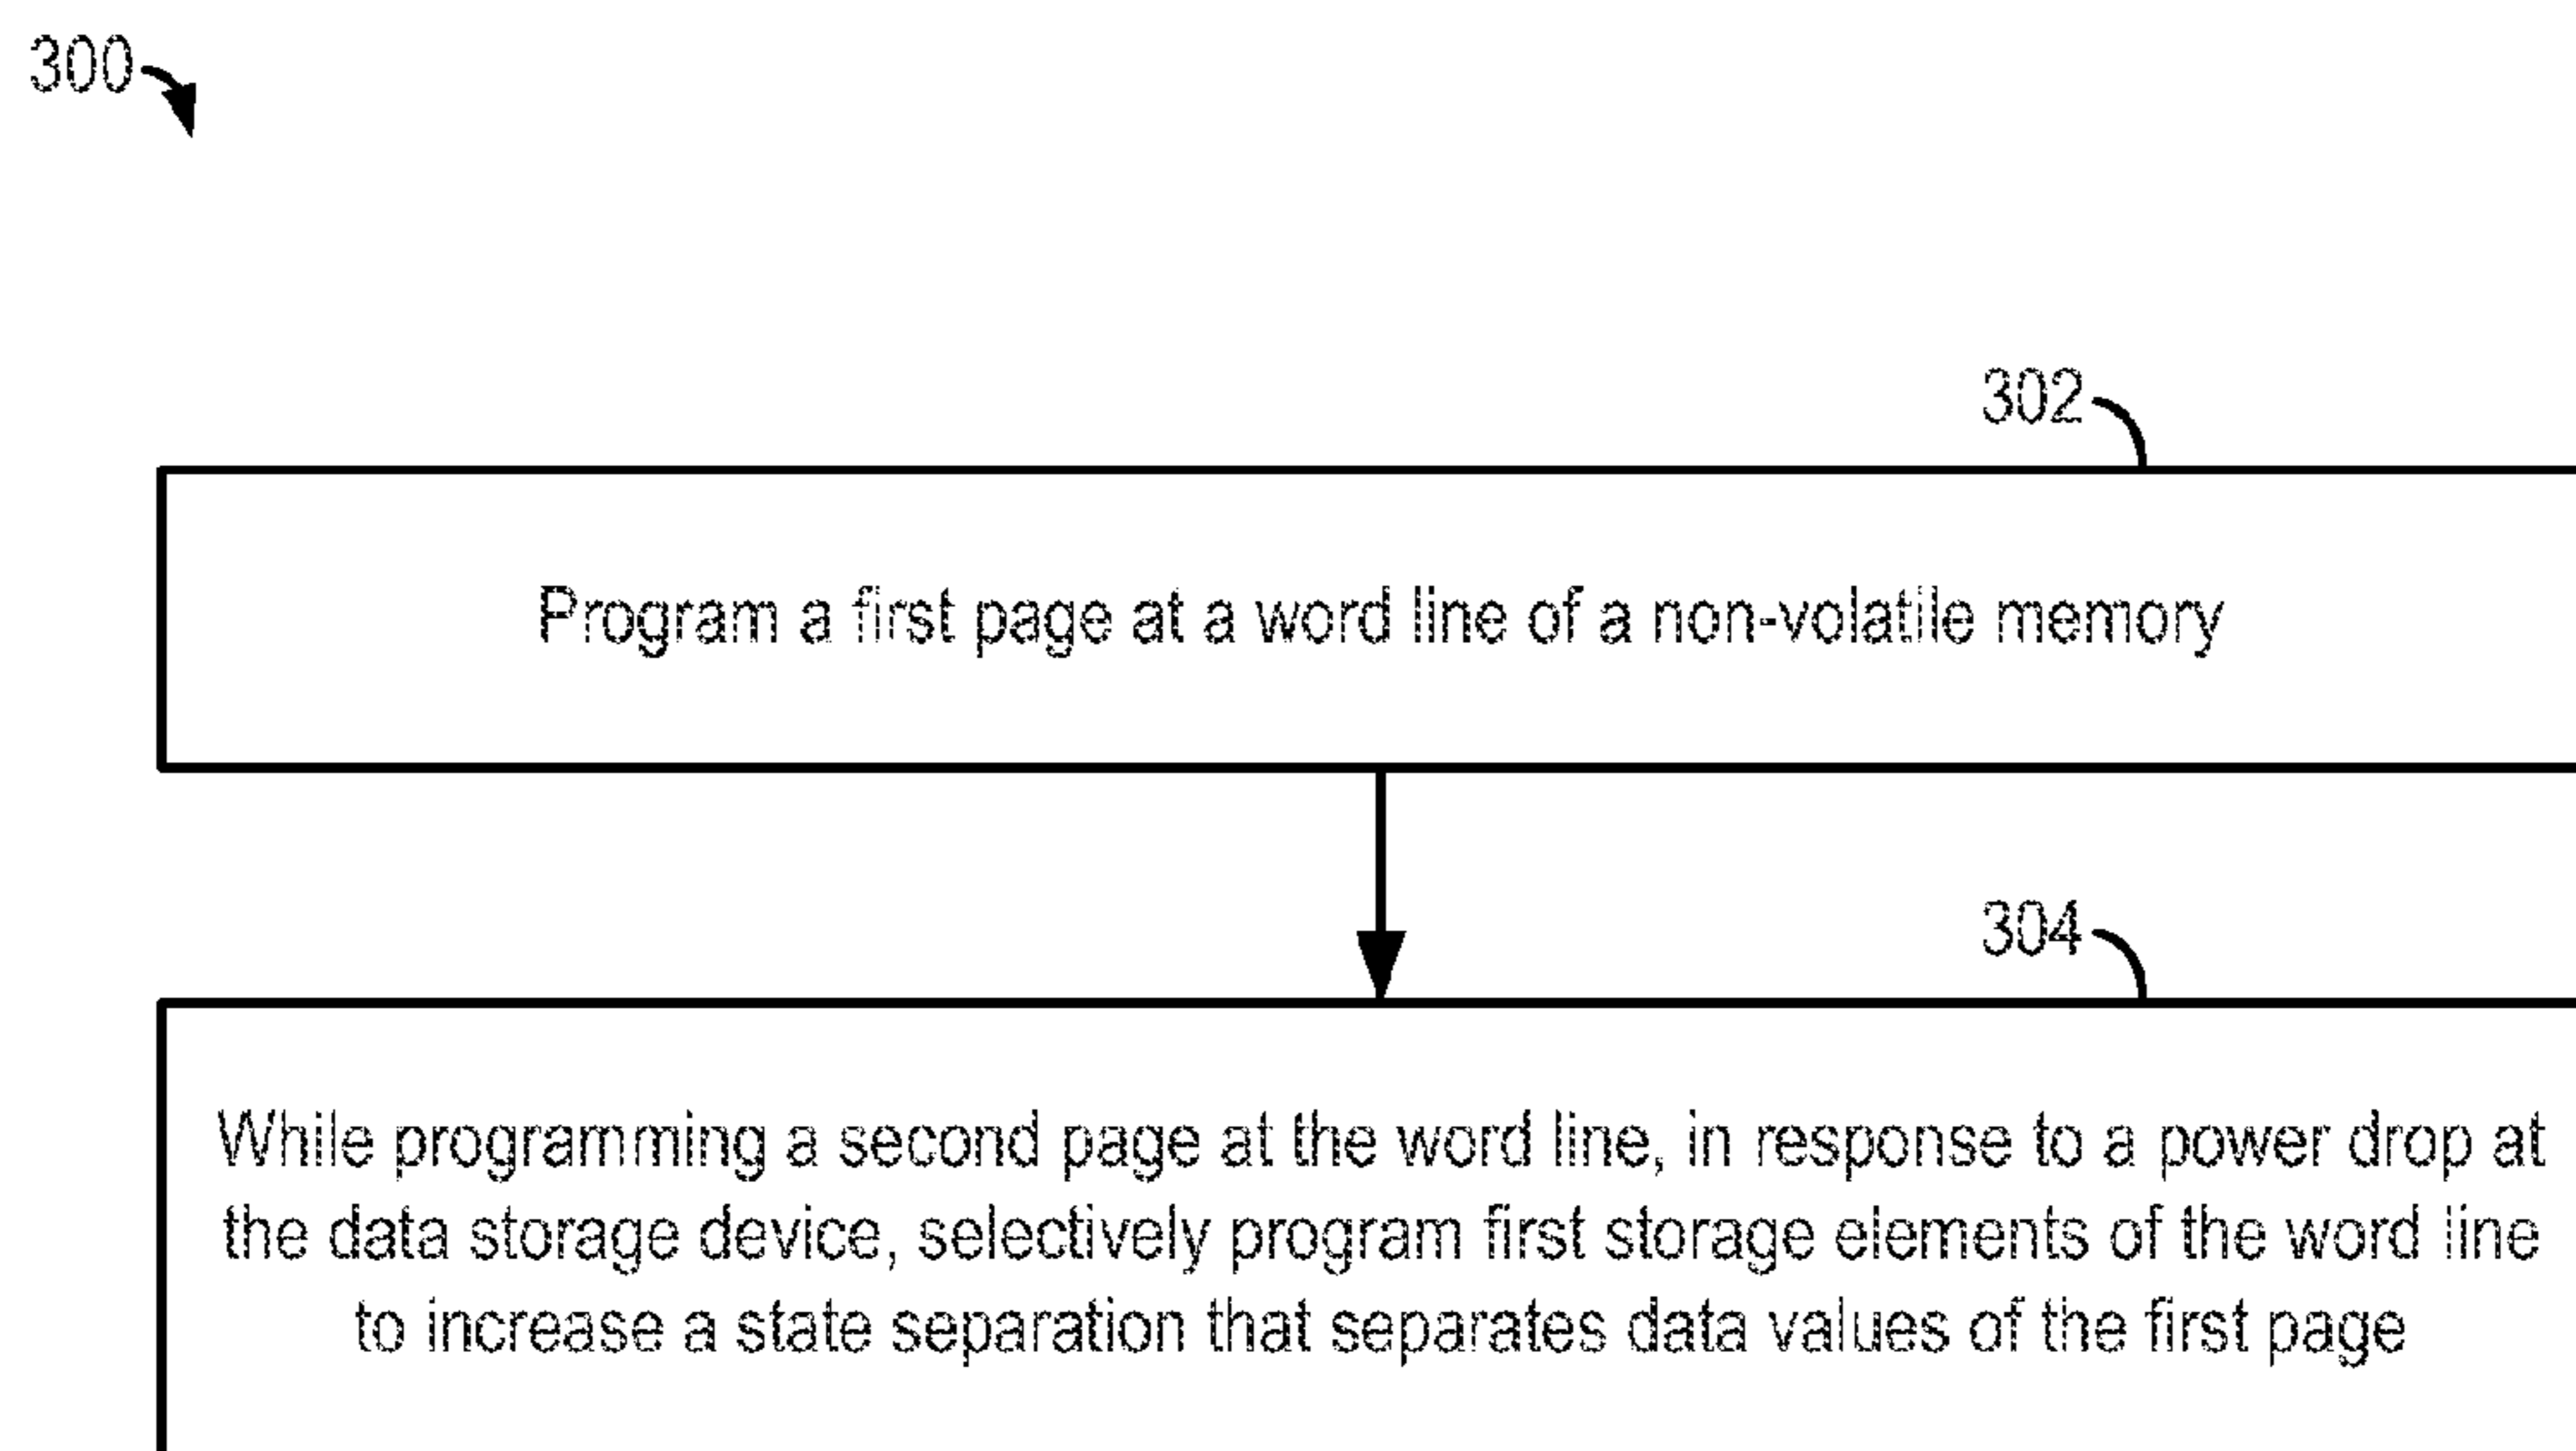 300
302
Program a first page at a word line of a non-volatile memory
304
While programming a second page at the word line, in response to a power drop at
the data storage device, selectively program first storage elements of the word line
to increase a state separation that separates data values of the first page